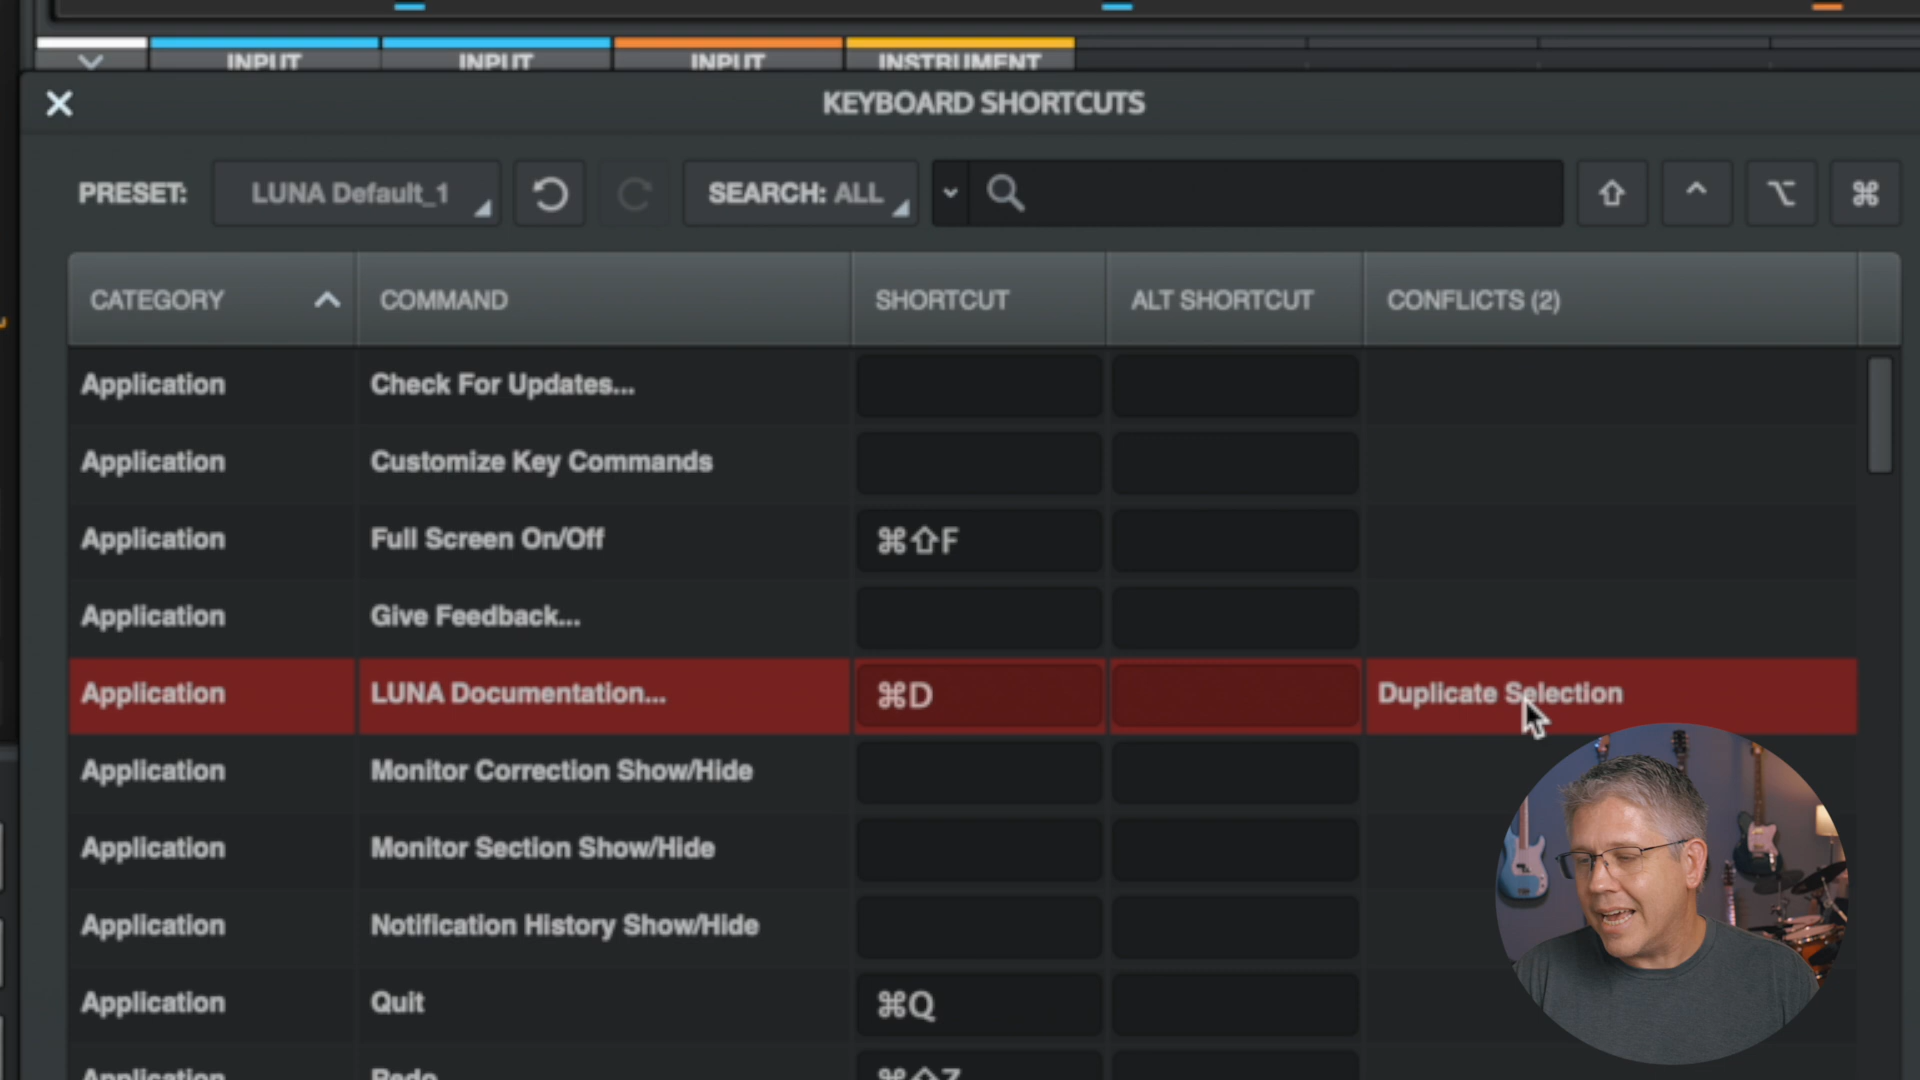 INPUT INPUT INPUT INSTRUMENT
KEYBOARD SHORTCUTS
PRESET: LUNA Default_1 SEARCH: ALL ⇧ ^ ⌥ ⌘
CATEGORY COMMAND SHORTCUT ALT SHORTCUT CONFLICTS (2)
Application Check For Updates...
Application Customize Key Commands
Application Full Screen On/Off ⌘⇧F
Application Give Feedback...
Application LUNA Documentation... ⌘D Duplicate Selection
Application Monitor Correction Show/Hide
Application Monitor Section Show/Hide
Application Notification History Show/Hide
Application Quit ⌘Q
Application Redo ⌘⇧Z